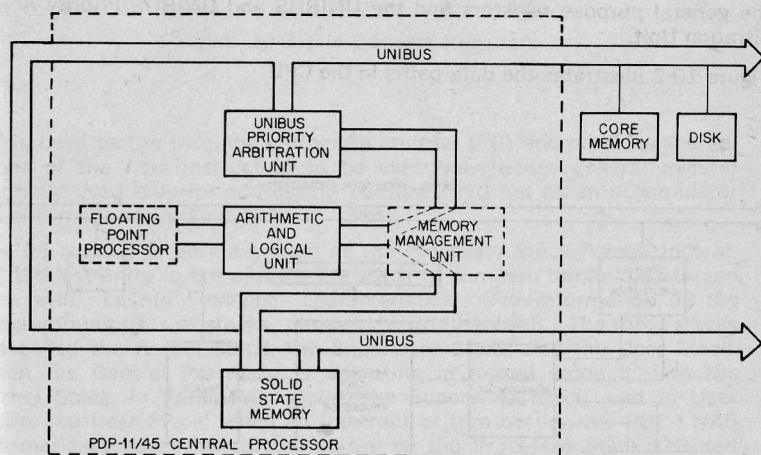 UNIBUS
UNIBUS
PRIORITY
ARBITRATION
UNIT
CORE
MEMORY
DISK
FLOATING
POINT
PROCESSOR
ARITHMETIC
AND
LOGICAL
UNIT
MEMORY
MANAGEMENT
UNIT
UNIBUS
SOLID
STATE
MEMORY
PDP-11/45 CENTRAL PROCESSOR